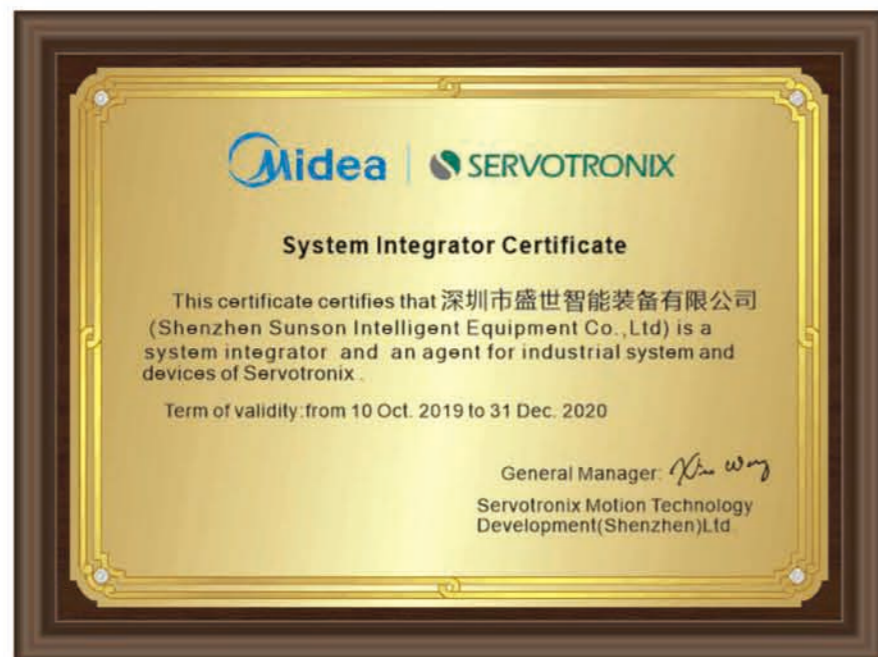 Midea SERVOTRONIX
System Integrator Certificate
This certificate certifies that 深圳市盛世智能装备有限公司
(Shenzhen Sunson Intelligent Equipment Co.,Ltd) is a
system integrator and an agent for industrial system and
devices of Servotronix.
Term of validity:from 10 Oct. 2019 to 31 Dec. 2020
General Manager:
Servotronix Motion Technology
Development(Shenzhen)Ltd